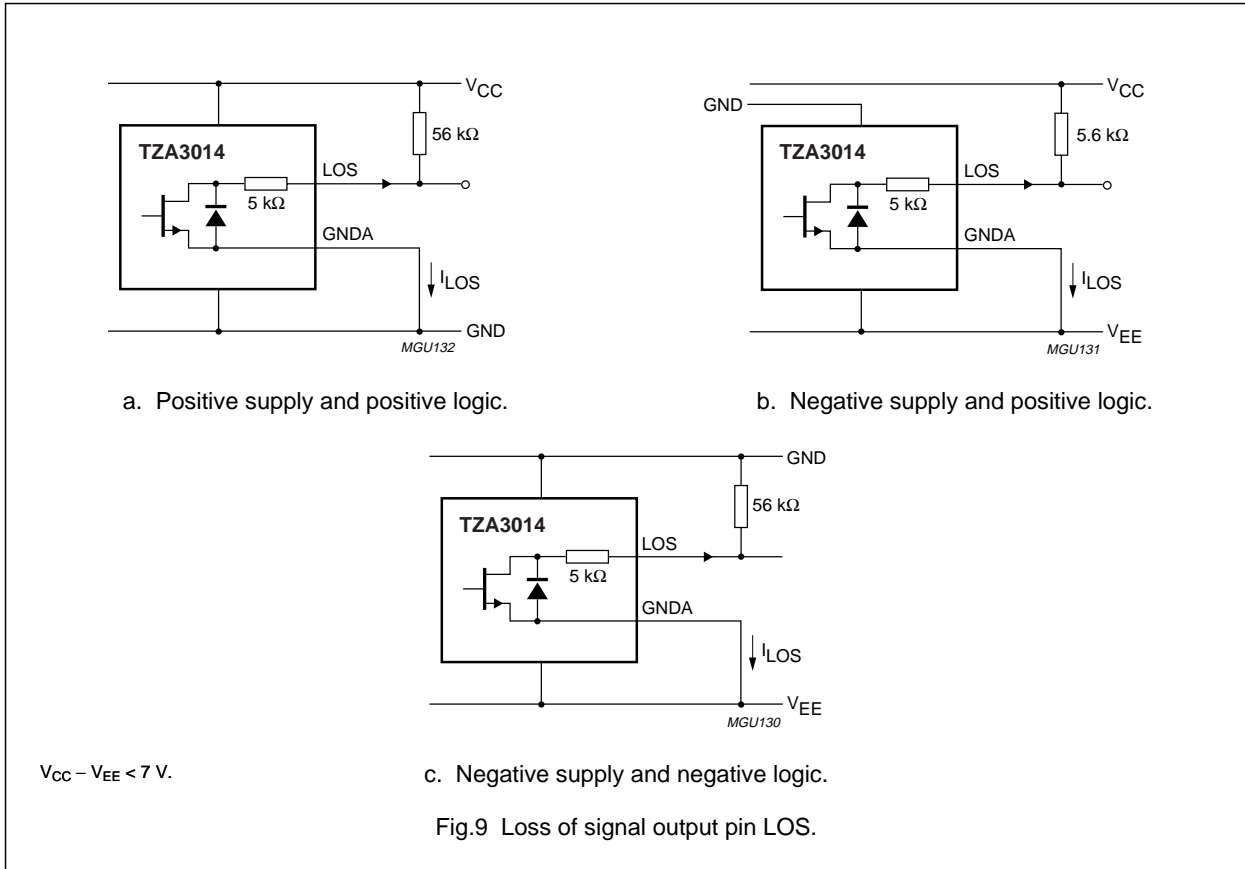 V_CC
56 kΩ
TZA3014
LOS
5 kΩ
GNDA
I_LOS
GND
MGU132
a. Positive supply and positive logic.
V_CC
GND
5.6 kΩ
TZA3014
LOS
5 kΩ
GNDA
I_LOS
V_EE
MGU131
b. Negative supply and positive logic.
GND
56 kΩ
TZA3014
LOS
5 kΩ
GNDA
I_LOS
V_EE
MGU130
V_CC – V_EE < 7 V.
c. Negative supply and negative logic.
Fig.9 Loss of signal output pin LOS.